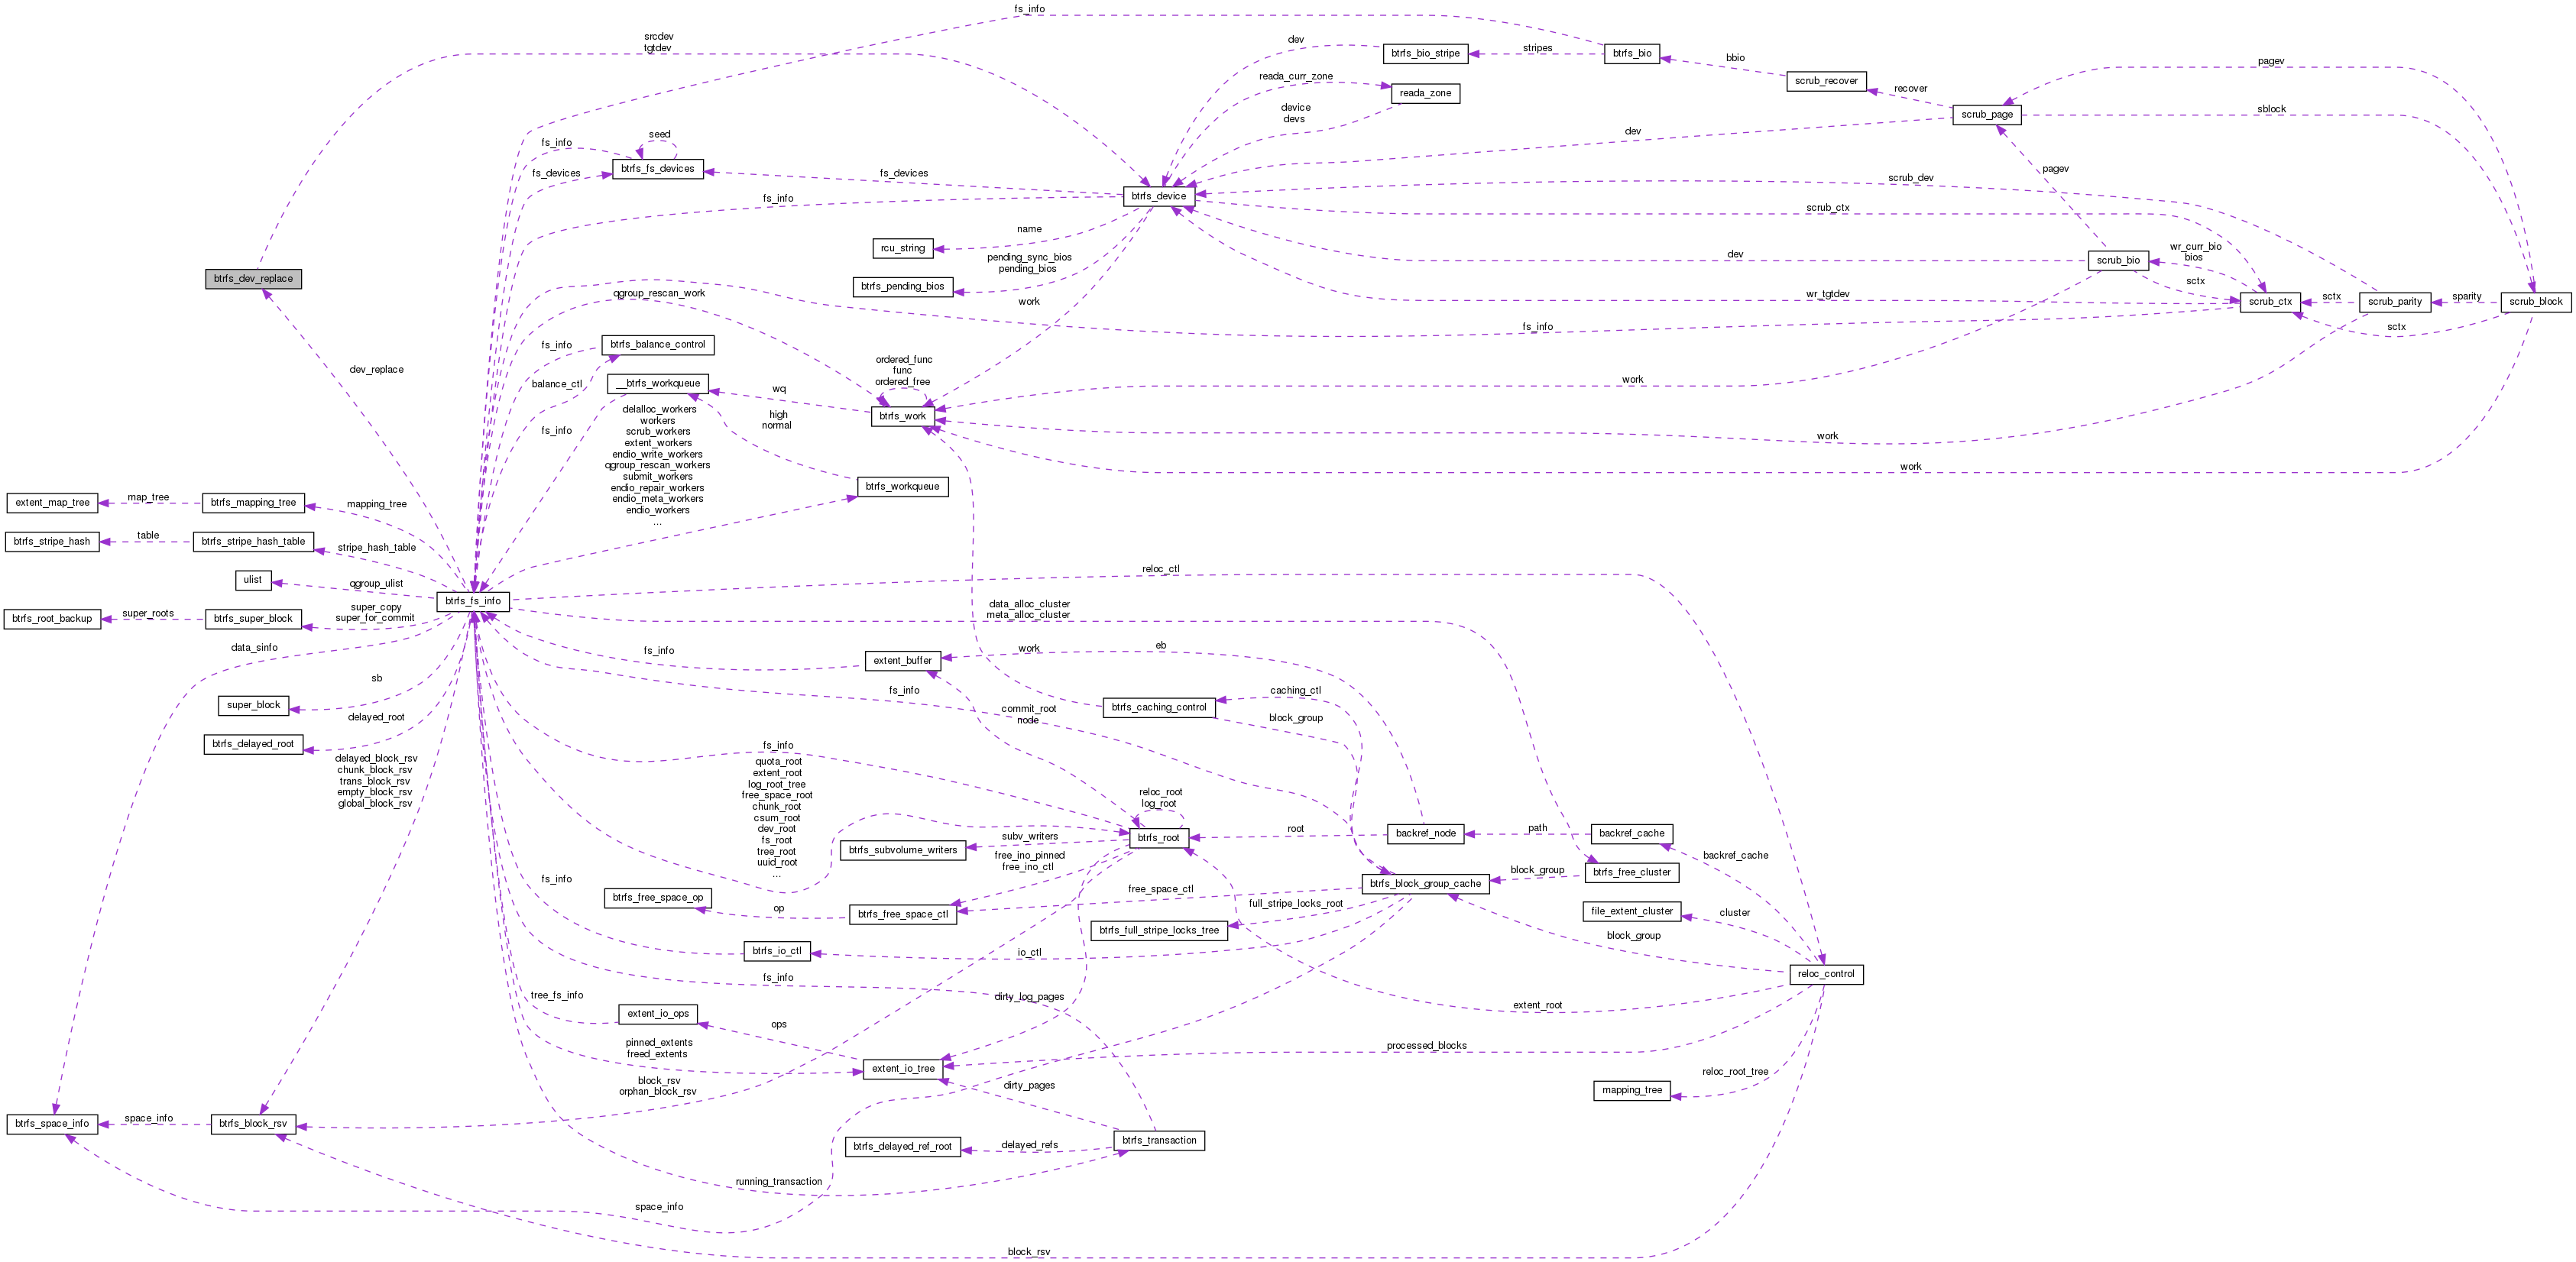 fs_info
srcdev
tgtdev
dev
btrfs_bio_stripe
stripes
btrfs_bio
bbio
pagev
reada_curr_zone
scrub_recover
recover
reada_zone
device
devs
sblock
scrub_page
dev
seed
fs_info
btrfs_fs_devices
fs_devices
fs_devices
pagev
scrub_dev
btrfs_device
fs_info
scrub_ctx
name
rcu_string
wr_curr_bio
bios
dev
scrub_bio
pending_sync_bios
pending_bios
btrfs_dev_replace
btrfs_pending_bios
sctx
qgroup_rescan_work
work
wr_tgtdev
scrub_ctx
sctx
scrub_parity
sparity
scrub_block
fs_info
sctx
fs_info
btrfs_balance_control
ordered_func
func
ordered_free
dev_replace
balance_ctl
__btrfs_workqueue
wq
work
btrfs_work
high
normal
fs_info
work
work
delalloc_workers
workers
scrub_workers
extent_workers
endio_write_workers
qgroup_rescan_workers
submit_workers
endio_repair_workers
endio_meta_workers
endio_workers
...
btrfs_workqueue
extent_map_tree
map_tree
btrfs_mapping_tree
mapping_tree
btrfs_stripe_hash
table
btrfs_stripe_hash_table
stripe_hash_table
ulist
qgroup_ulist
reloc_ctl
btrfs_fs_info
btrfs_root_backup
super_roots
btrfs_super_block
super_copy
super_for_commit
data_alloc_cluster
meta_alloc_cluster
data_sinfo
fs_info
extent_buffer
work
eb
sb
super_block
fs_info
commit_root
node
btrfs_caching_control
caching_ctl
block_group
delayed_root
btrfs_delayed_root
fs_info
delayed_block_rsv
chunk_block_rsv
trans_block_rsv
empty_block_rsv
global_block_rsv
quota_root
extent_root
log_root_tree
free_space_root
chunk_root
csum_root
dev_root
fs_root
tree_root
uuid_root
...
reloc_root
log_root
btrfs_root
subv_writers
btrfs_subvolume_writers
root
backref_node
path
backref_cache
backref_cache
free_ino_pinned
free_ino_ctl
fs_info
btrfs_block_group_cache
block_group
btrfs_free_cluster
btrfs_free_space_op
op
btrfs_free_space_ctl
free_space_ctl
full_stripe_locks_root
btrfs_full_stripe_locks_tree
file_extent_cluster
cluster
block_group
btrfs_io_ctl
io_ctl
fs_info
reloc_control
tree_fs_info
dirty_log_pages
extent_root
extent_io_ops
ops
pinned_extents
freed_extents
processed_blocks
extent_io_tree
reloc_root_tree
mapping_tree
block_rsv
orphan_block_rsv
dirty_pages
btrfs_space_info
space_info
btrfs_block_rsv
btrfs_delayed_ref_root
delayed_refs
btrfs_transaction
running_transaction
space_info
block_rsv